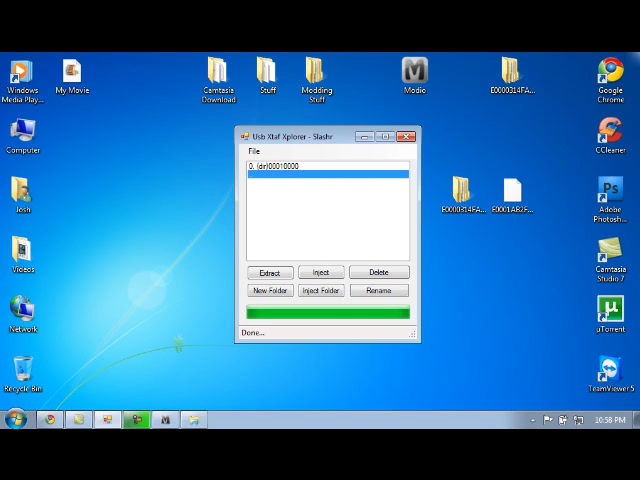 Windows
Media Play...
My Movie
Camtasia
Download
Stuff
Modding
Stuff
Modio
E0000314FA...
Google
Chrome
Usb Xtaf Xplorer - Slashr
File
0. (dir)00010000
Computer
CCleaner
Josh
E0000314FA...
E0001AB2F...
Adobe
Photosh...
Videos
Camtasia
Studio 7
Extract
Inject
Delete
New Folder
Inject Folder
Rename
Network
µTorrent
Done...
Recycle Bin
TeamViewer 5
10:58 PM